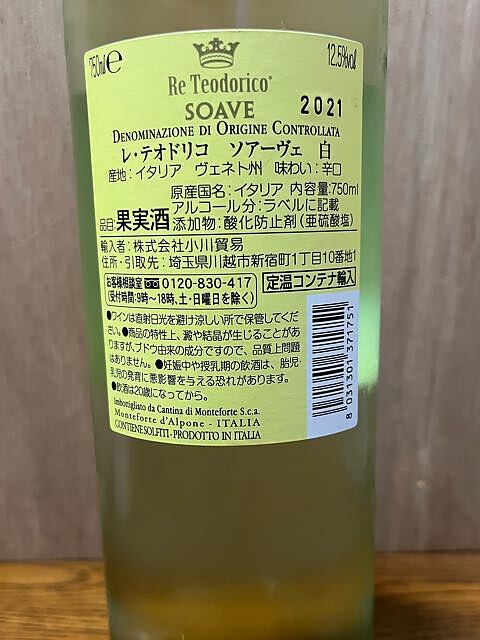 750ml e
12.5%vol
Re Teodorico®
SOAVE
2021
DENOMINAZIONE DI ORIGINE CONTROLLATA
レ・テオドリコ ソアーヴェ 白
産地:イタリア ヴェネト州 味わい:辛口
原産国名:イタリア 内容量:750ml
アルコール分:ラベルに記載
品目:果実酒 添加物:酸化防止剤(亜硫酸塩)
輸入者:株式会社小川貿易
住所・引取先:埼玉県川越市新宿町1丁目10番地1
お客様相談室 0120-830-417
(受付時間:9時~18時,土・日曜日を除く)
定温コンテナ輸入
●ワインは直射日光を避け涼しい所で保管してくだ
さい。●商品の特性上、澱や結晶が生じることがあ
りますが、ブドウ由来の成分ですので、品質上問題
はありません。●妊娠中や授乳期の飲酒は、胎児・
乳児の発育に悪影響を与える恐れがあります。
●飲酒は20歳になってから。
Imbottigliato da Cantina di Monteforte S.c.a.
Monteforte d'Alpone - ITALIA
CONTIENE SOLFITI - PRODOTTO IN ITALIA
8 031301 371751